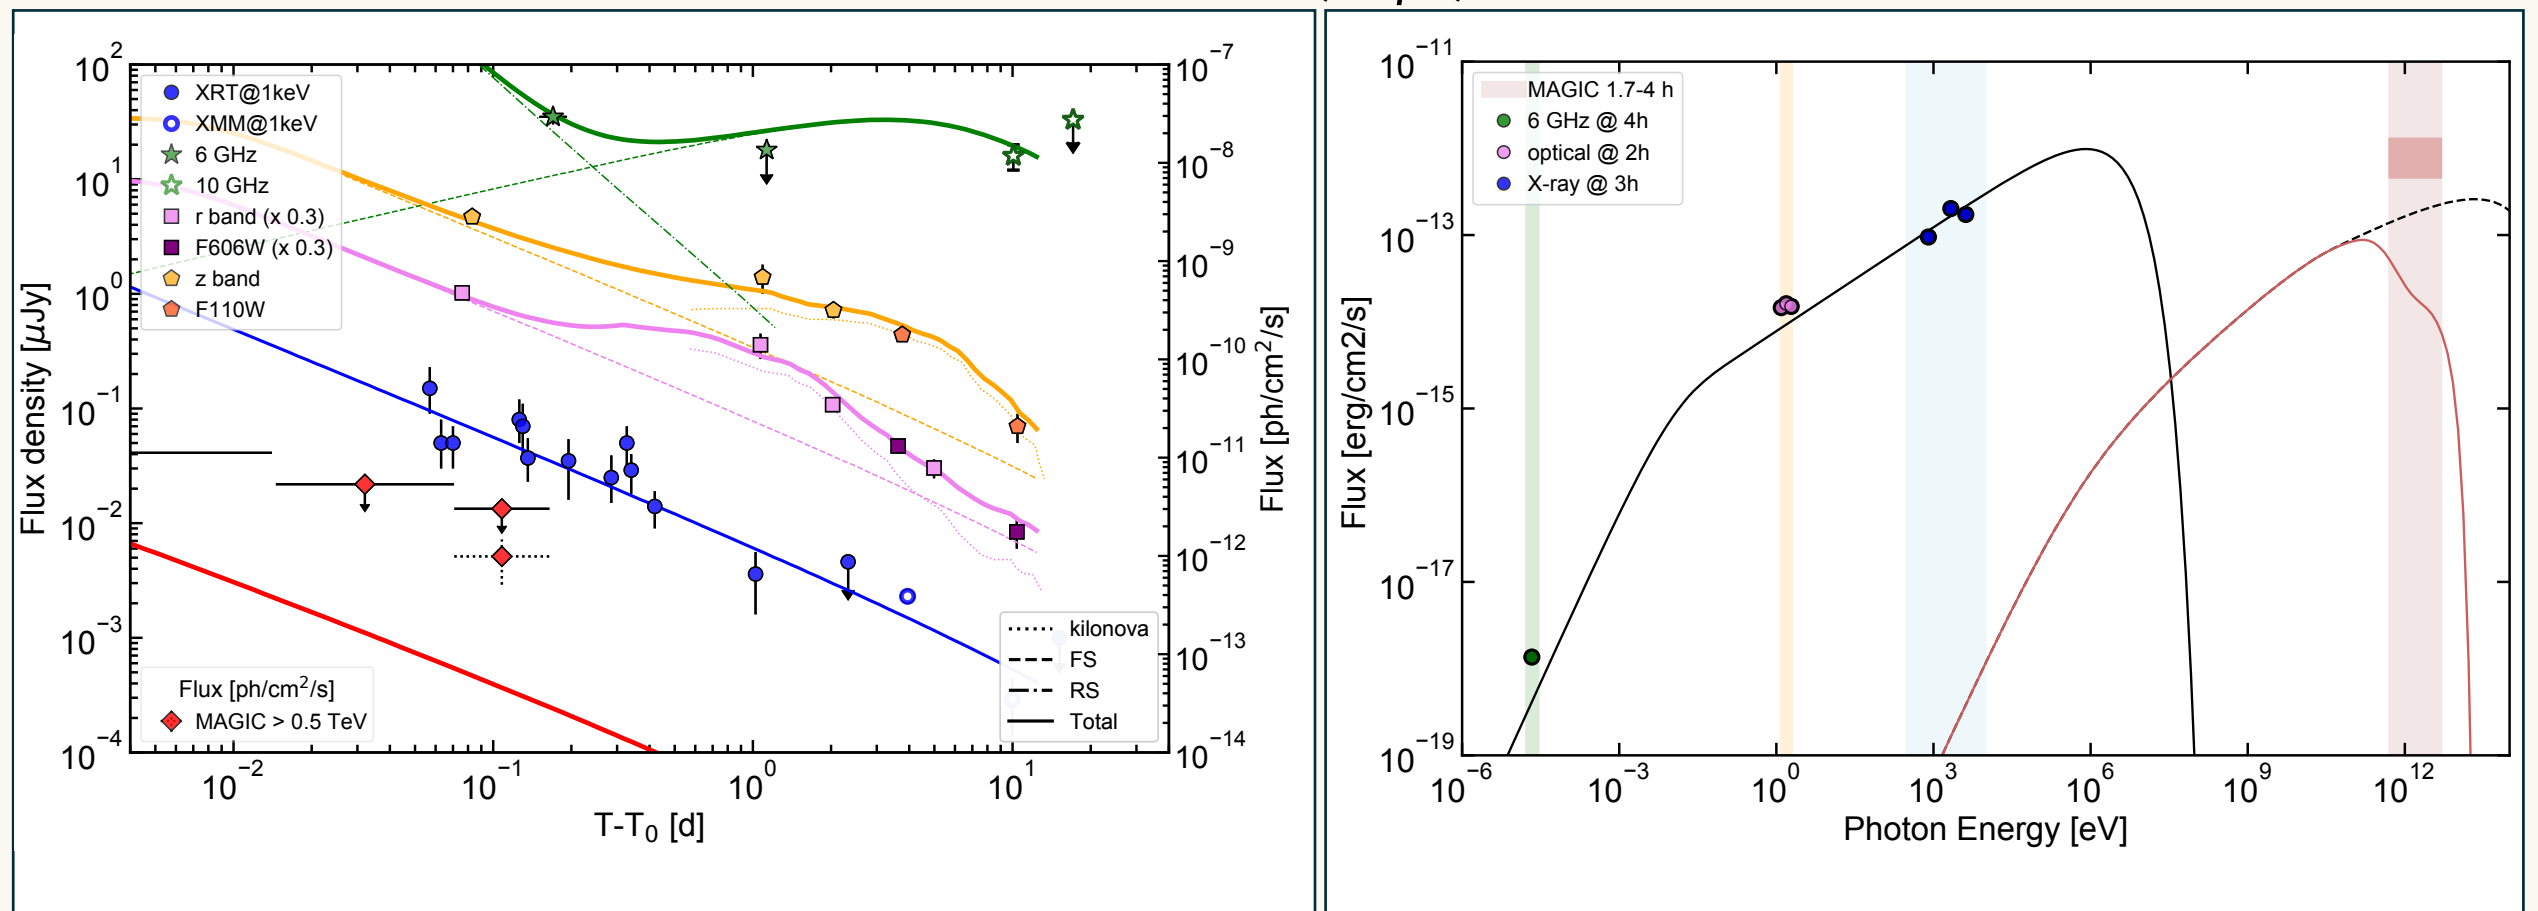 10^2
10^1
10^0
10^−1
10^−2
10^−3
10^−4
Flux density [μJy]
XRT@1keV
XMM@1keV
6 GHz
10 GHz
r band (x 0.3)
F606W (x 0.3)
z band
F110W
Flux [ph/cm^2/s]
MAGIC > 0.5 TeV
kilonova
FS
RS
Total
10^−7
10^−8
10^−9
10^−10
10^−11
10^−12
10^−13
10^−14
Flux [ph/cm^2/s]
10^−2
10^−1
10^0
10^1
T-T_0 [d]
10^−11
10^−13
10^−15
10^−17
10^−19
Flux [erg/cm2/s]
MAGIC 1.7-4 h
6 GHz @ 4h
optical @ 2h
X-ray @ 3h
10^−6
10^−3
10^0
10^3
10^6
10^9
10^12
Photon Energy [eV]